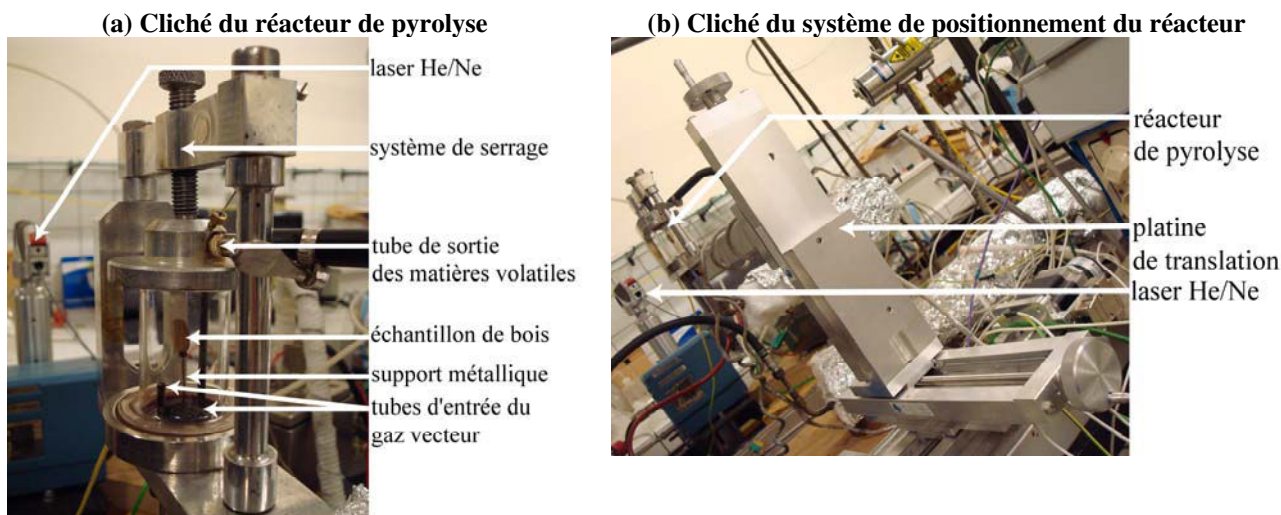 (a) Cliché du réacteur de pyrolyse
laser He/Ne
système de serrage
tube de sortie
des matières volatiles
échantillon de bois
support métallique
tubes d'entrée du
gaz vecteur
(b) Cliché du système de positionnement du réacteur
réacteur
de pyrolyse
platine
de translation
laser He/Ne